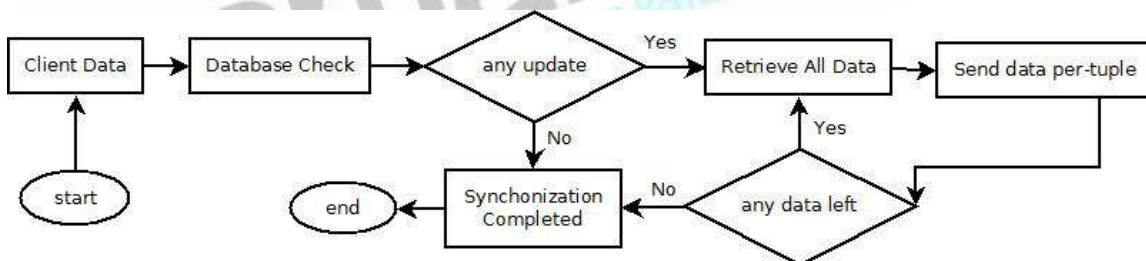 Client Data
Database Check
any update
Yes
Retrieve All Data
Send data per-tuple
No
Yes
start
end
Synchonization
Completed
No
any data left